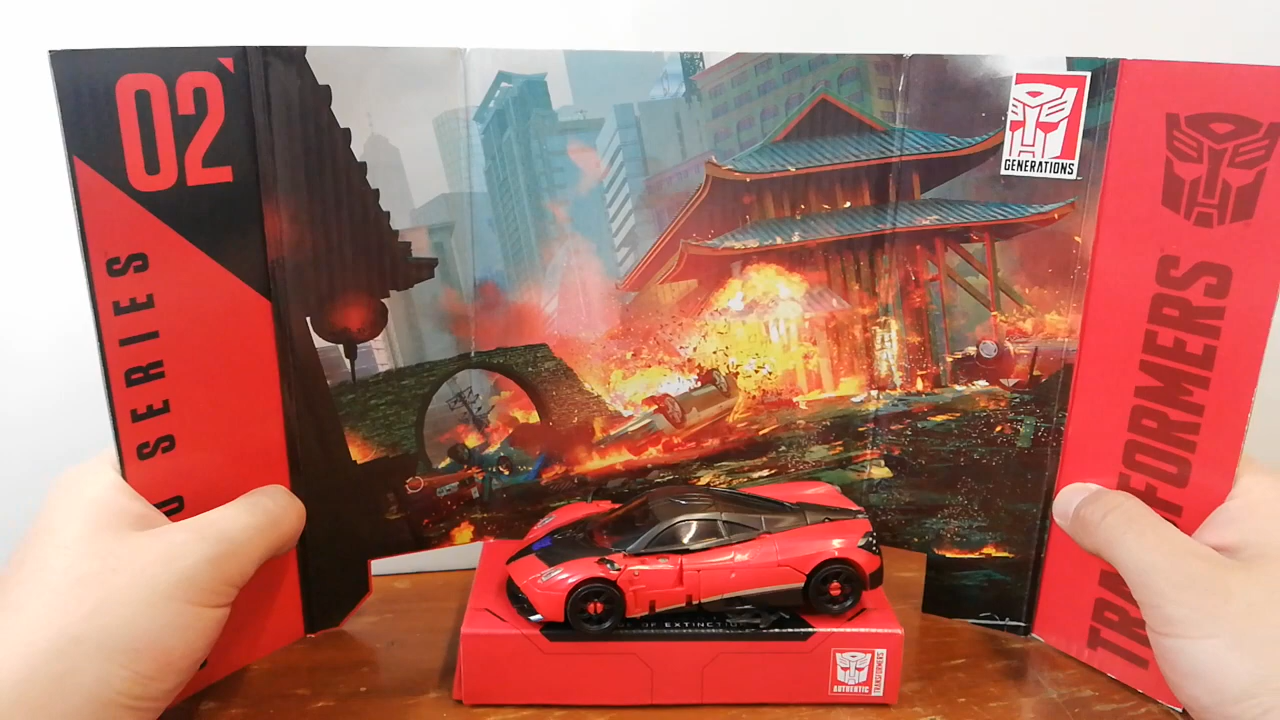 02
O SERIES
GENERATIONS
TRANSFORMERS
OF EXTINCTION
AUTHENTIC
TRANSFORMERS